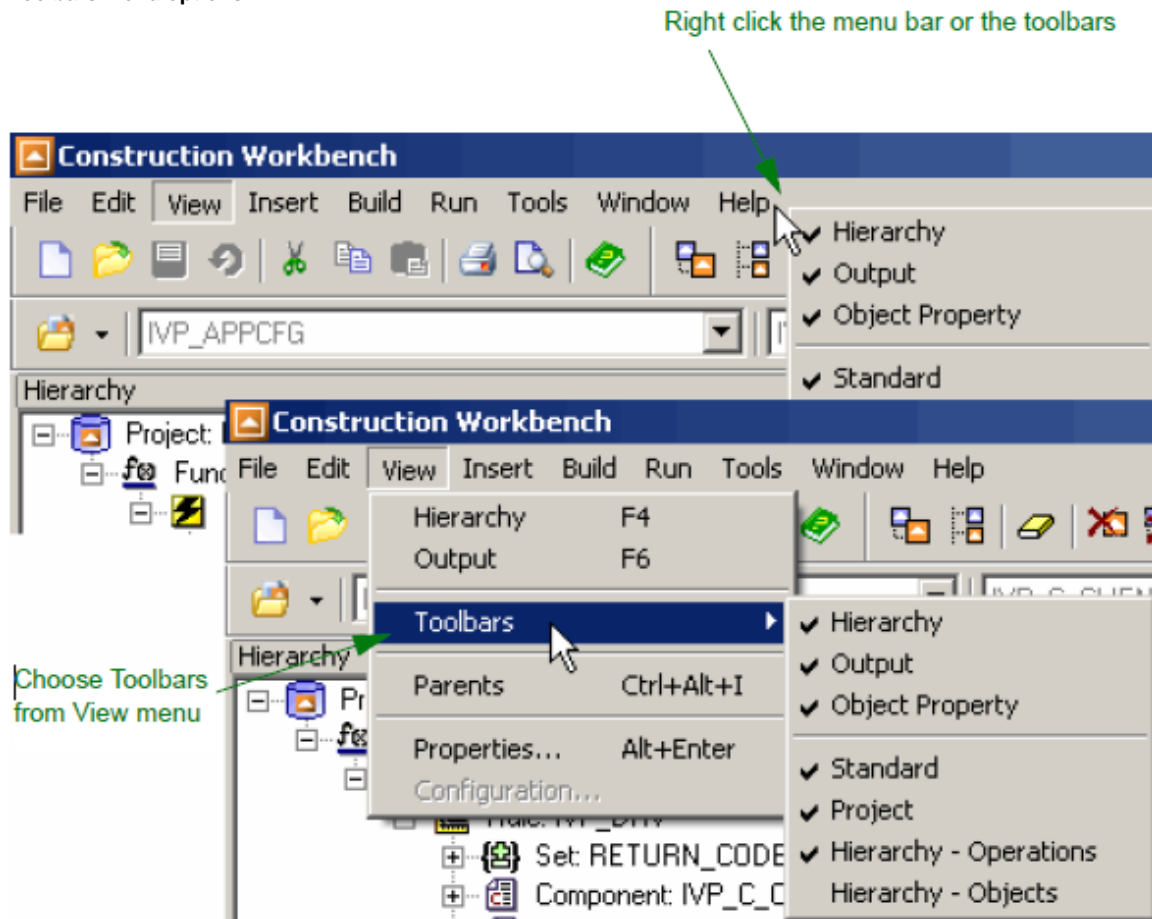 Right click the menu bar or the toolbars
Construction Workbench
File Edit View Insert Build Run Tools Window Help
Hierarchy
Output
Object Property
Standard
IVP_APPCFG
Hierarchy
Project:
Construction Workbench
File Edit View Insert Build Run Tools Window Help
Hierarchy F4
Output F6
Toolbars
Parents Ctrl+Alt+I
Properties... Alt+Enter
Configuration...
Hierarchy
Output
Object Property
Standard
Project
Hierarchy - Operations
Hierarchy - Objects
Hierarchy
Choose Toolbars
from View menu
Set: RETURN_CODE
Component: IVP_C_C